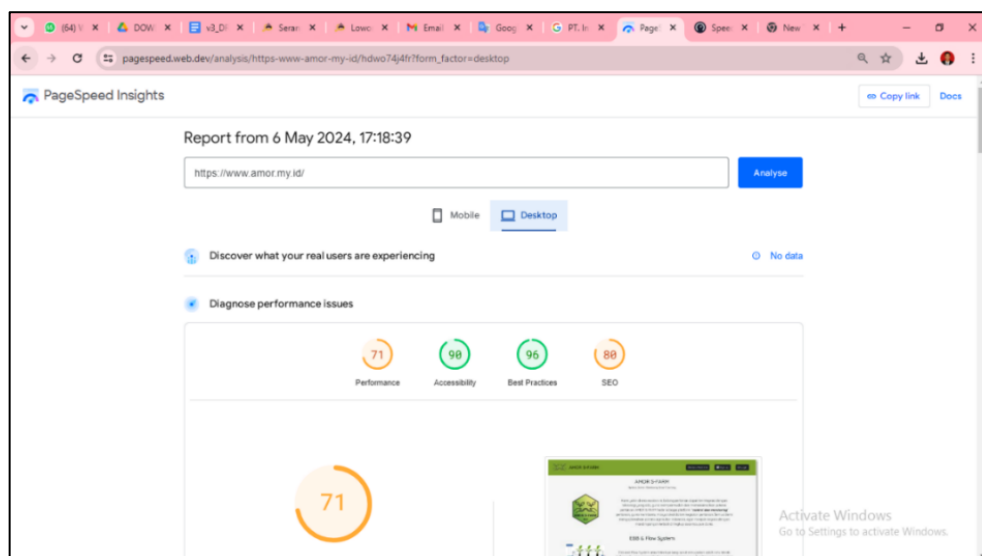 (64) V
DOW
v3_D
Seran
Lowo
Email
Goog
PT. In
Page
Spee
New
pagespeed.web.dev/analysis/https-www-amor-my-id/hdwo74j4fr?form_factor=desktop
PageSpeed Insights
Copy link
Docs
Report from 6 May 2024, 17:18:39
https://www.amor.my.id/
Analyse
Mobile
Desktop
Discover what your real users are experiencing
No data
Diagnose performance issues
71
90
96
80
Performance
Accessibility
Best Practices
SEO
71
AMOR S-FARM
Activate Windows
Go to Settings to activate Windows.